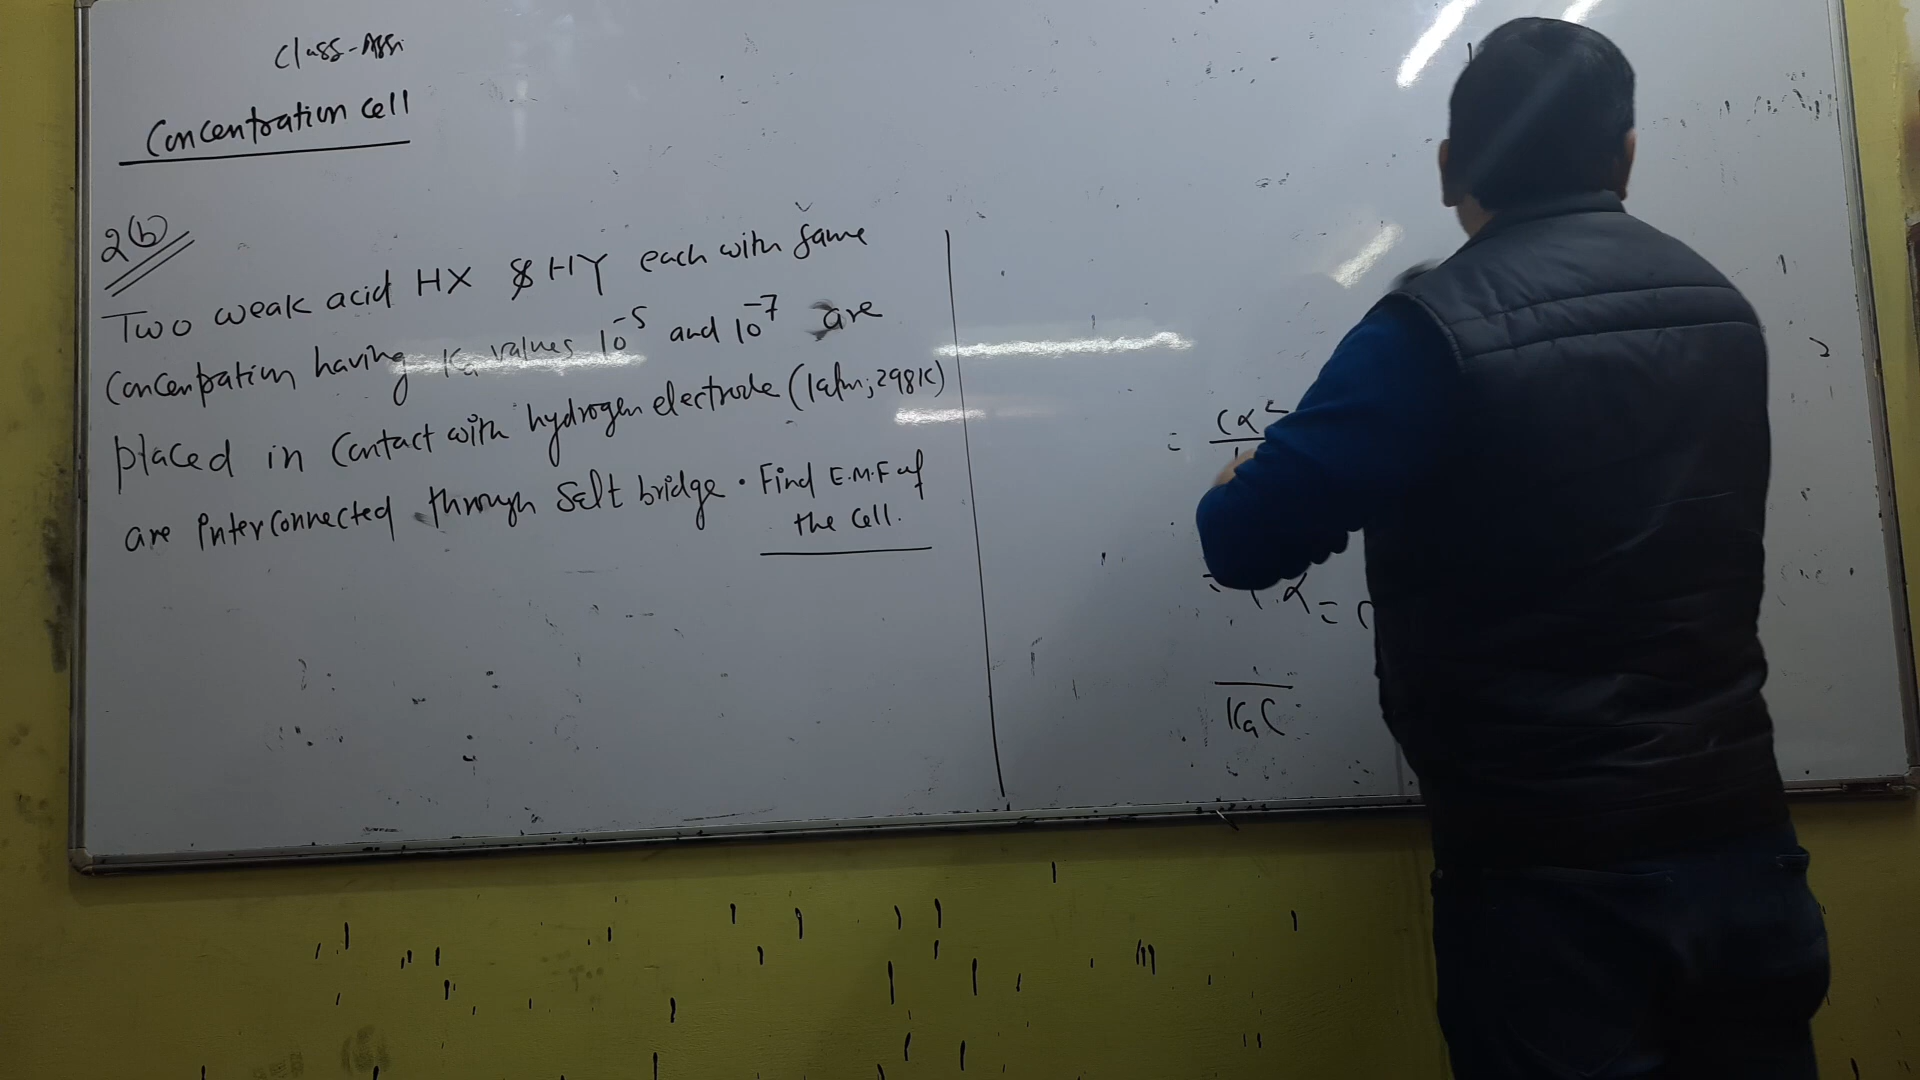 Class-Assi
Concentration cell
2(b)
Two weak acid HX & HY each with same
Concentration having Ka values 10⁻⁵ and 10⁻⁷ are
placed in Contact with hydrogen electrode (1atm; 298K)
are interconnected through Salt bridge. Find E.M.F of
the cell.
= Cα²
= C.α =
KaC